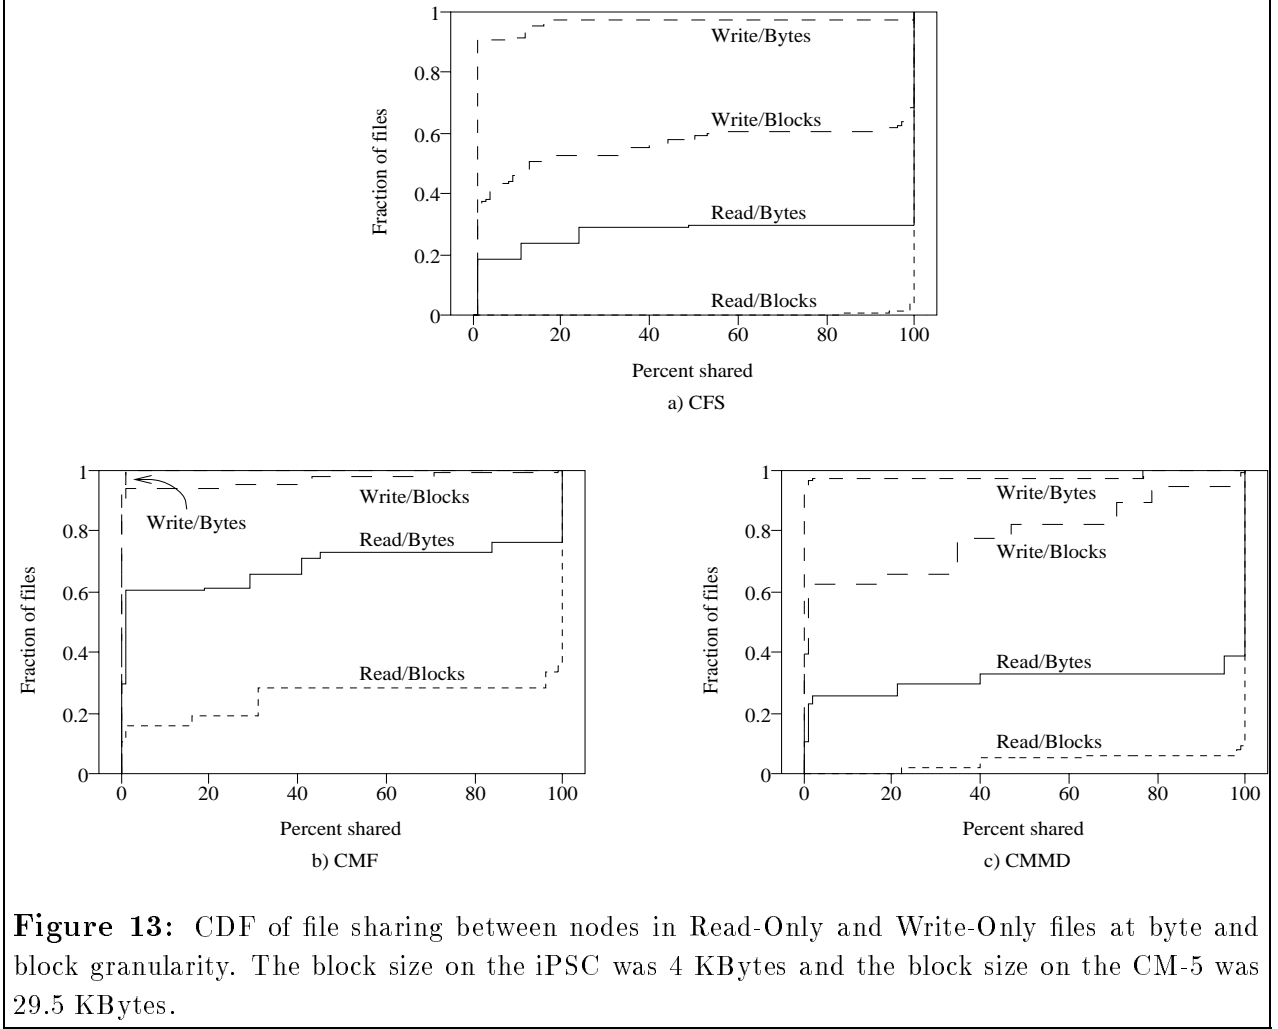 1
0.8
0.6
0.4
0.2
0
Fraction of files
Write/Bytes
Write/Blocks
Read/Bytes
Read/Blocks
0 20 40 60 80 100
Percent shared
a) CFS
1
0.8
0.6
0.4
0.2
0
Fraction of files
Write/Blocks
Write/Bytes
Read/Bytes
Read/Blocks
0 20 40 60 80 100
Percent shared
b) CMF
1
0.8
0.6
0.4
0.2
0
Fraction of files
Write/Bytes
Write/Blocks
Read/Bytes
Read/Blocks
0 20 40 60 80 100
Percent shared
c) CMMD
Figure 13: CDF of file sharing between nodes in Read-Only and Write-Only files at byte and
block granularity. The block size on the iPSC was 4 KBytes and the block size on the CM-5 was
29.5 KBytes.